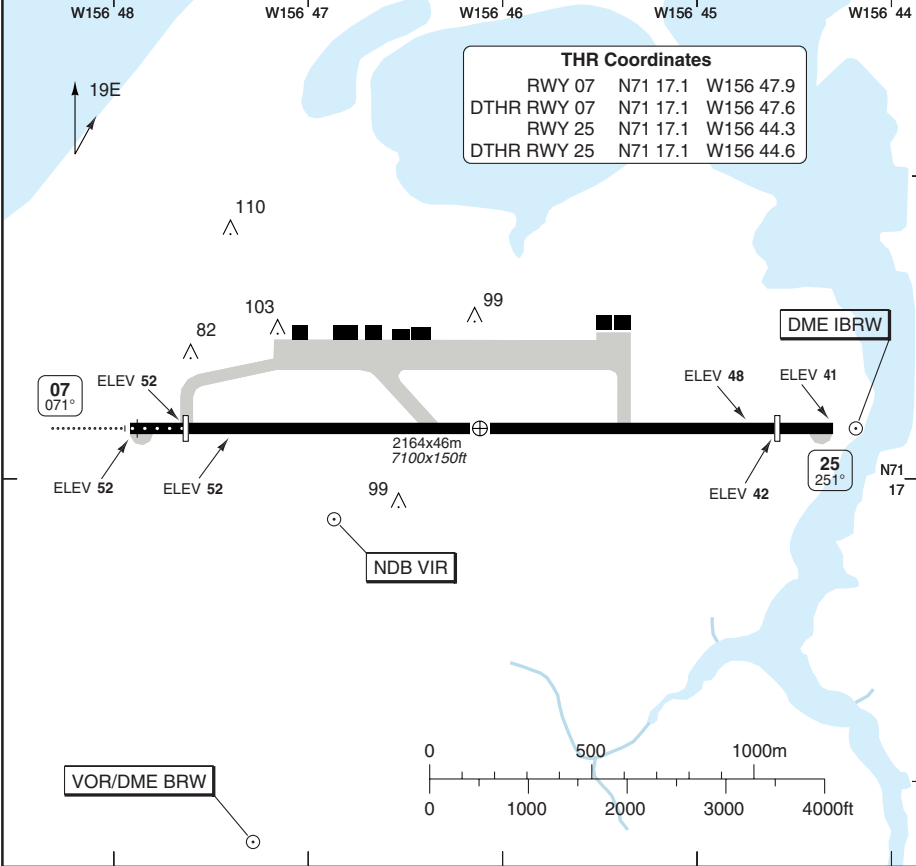 W156 48
W156 47
W156 46
W156 45
W156 44
19E
THR Coordinates
RWY 07 N71 17.1 W156 47.9
DTHR RWY 07 N71 17.1 W156 47.6
RWY 25 N71 17.1 W156 44.3
DTHR RWY 25 N71 17.1 W156 44.6
110
103
99
82
DME IBRW
07
071°
ELEV 52
ELEV 48
ELEV 41
2164x46m
7100x150ft
ELEV 52
ELEV 52
ELEV 42
25
251°
N71
17
99
NDB VIR
VOR/DME BRW
0 500 1000m
0 1000 2000 3000 4000ft